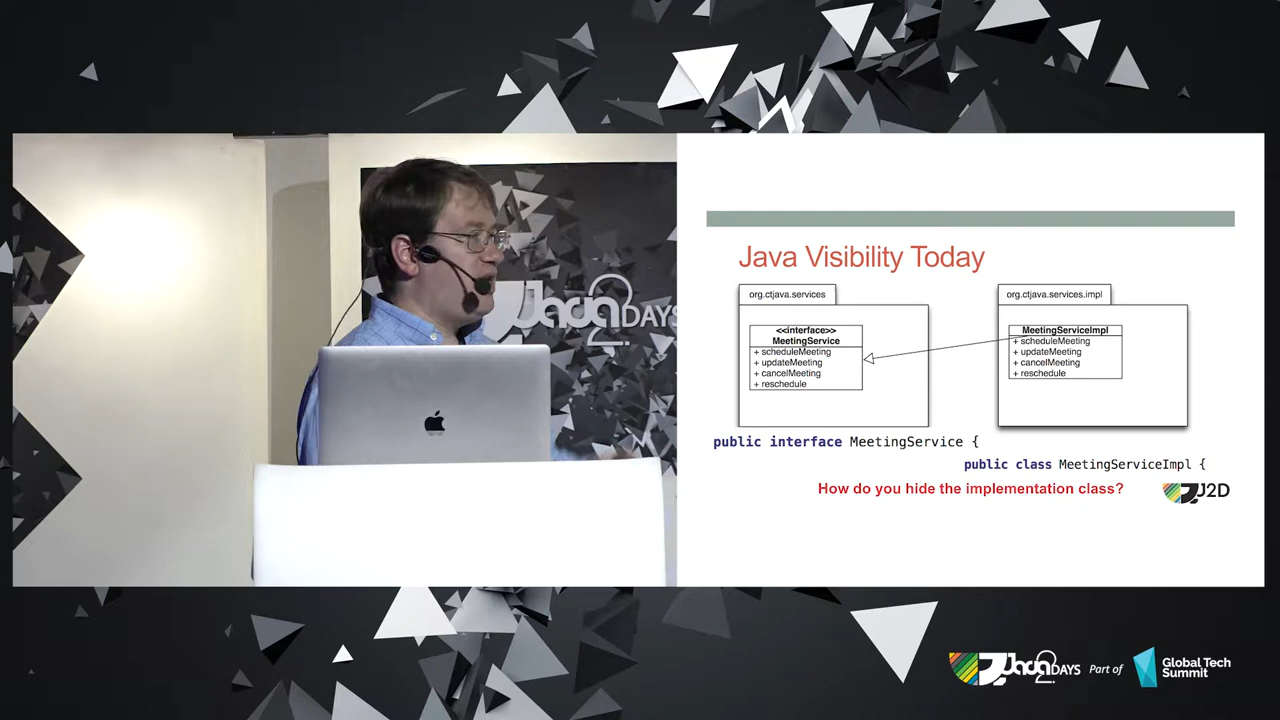 Java Visibility Today
org.ctjava.services
<<interface>>
MeetingService
+ scheduleMeeting
+ updateMeeting
+ cancelMeeting
+ reschedule
org.ctjava.services.impl
MeetingServiceImpl
+ scheduleMeeting
+ updateMeeting
+ cancelMeeting
+ reschedule
public interface MeetingService {
public class MeetingServiceImpl {
How do you hide the implementation class?
J2D
Java2DAYS
Java2DAYS Part of Global Tech
Summit